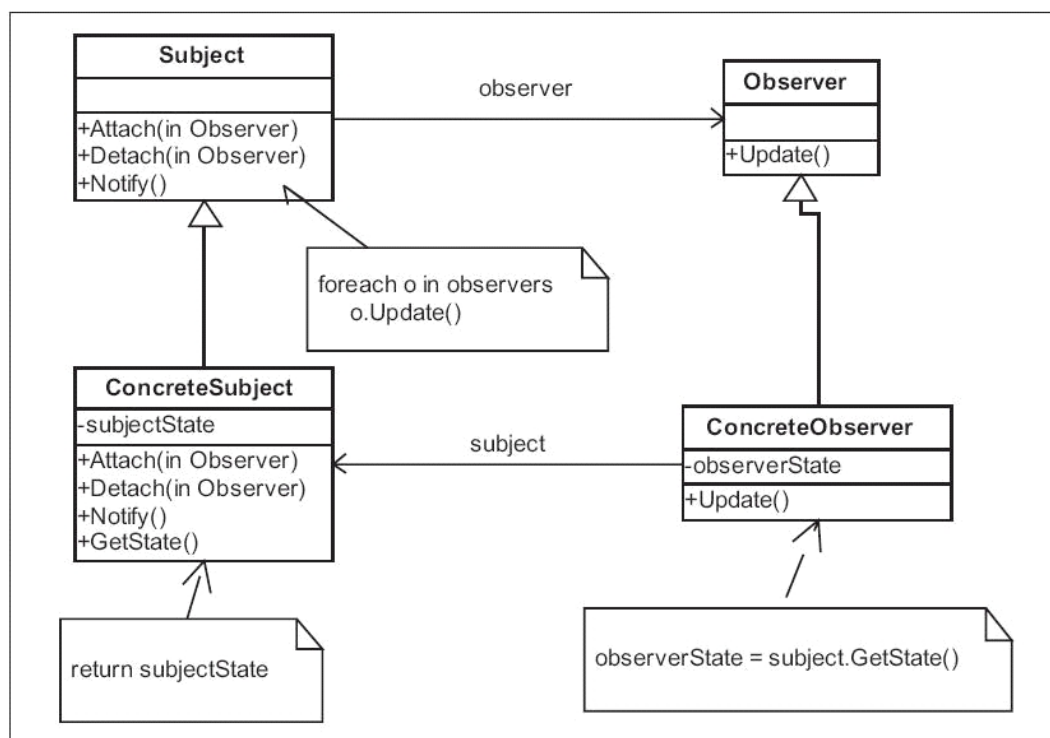 Subject
+Attach(in Observer)
+Detach(in Observer)
+Notify()
observer
Observer
+Update()
foreach o in observers
o.Update()
ConcreteSubject
-subjectState
+Attach(in Observer)
+Detach(in Observer)
+Notify()
+GetState()
subject
ConcreteObserver
-observerState
+Update()
return subjectState
observerState = subject.GetState()